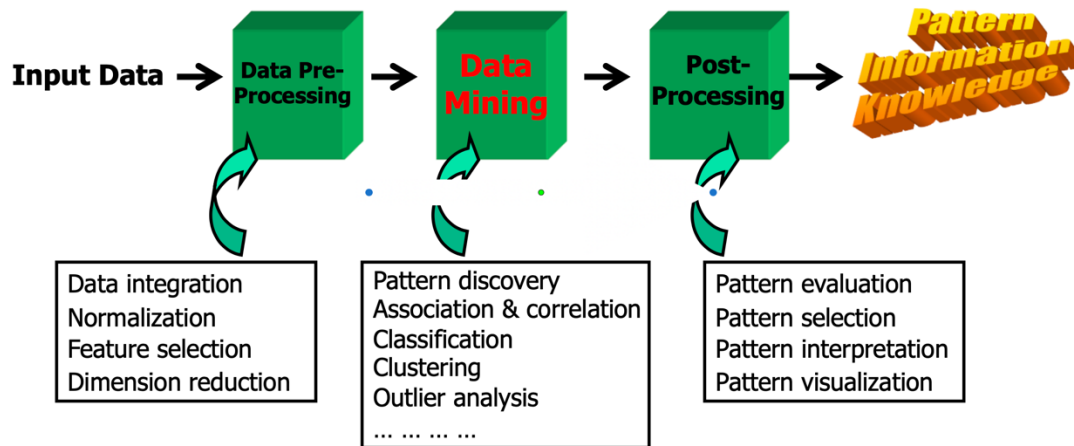 Input Data
Data Pre-
Processing
Data
Mining
Post-
Processing
Pattern
Information
Knowledge
Data integration
Normalization
Feature selection
Dimension reduction
Pattern discovery
Association & correlation
Classification
Clustering
Outlier analysis
… … … …
Pattern evaluation
Pattern selection
Pattern interpretation
Pattern visualization